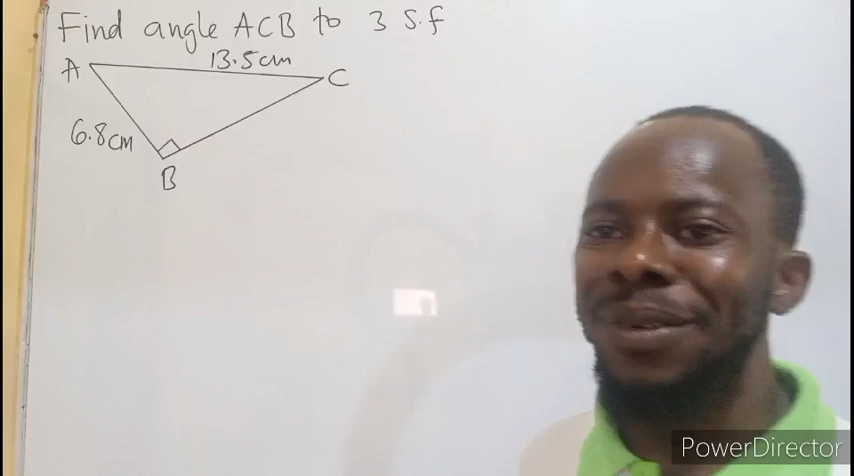 Find angle ACB to 3 s.f
13.5cm
A
C
6.8cm
B
PowerDirector